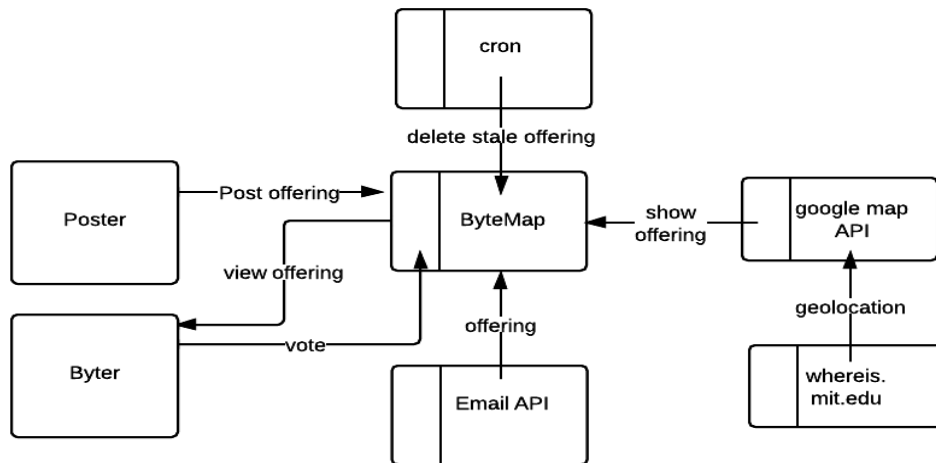 cron
delete stale offering
Poster
Post offering
ByteMap
show
offering
google map
API
view offering
geolocation
offering
vote
Byter
Email API
whereis.
mit.edu